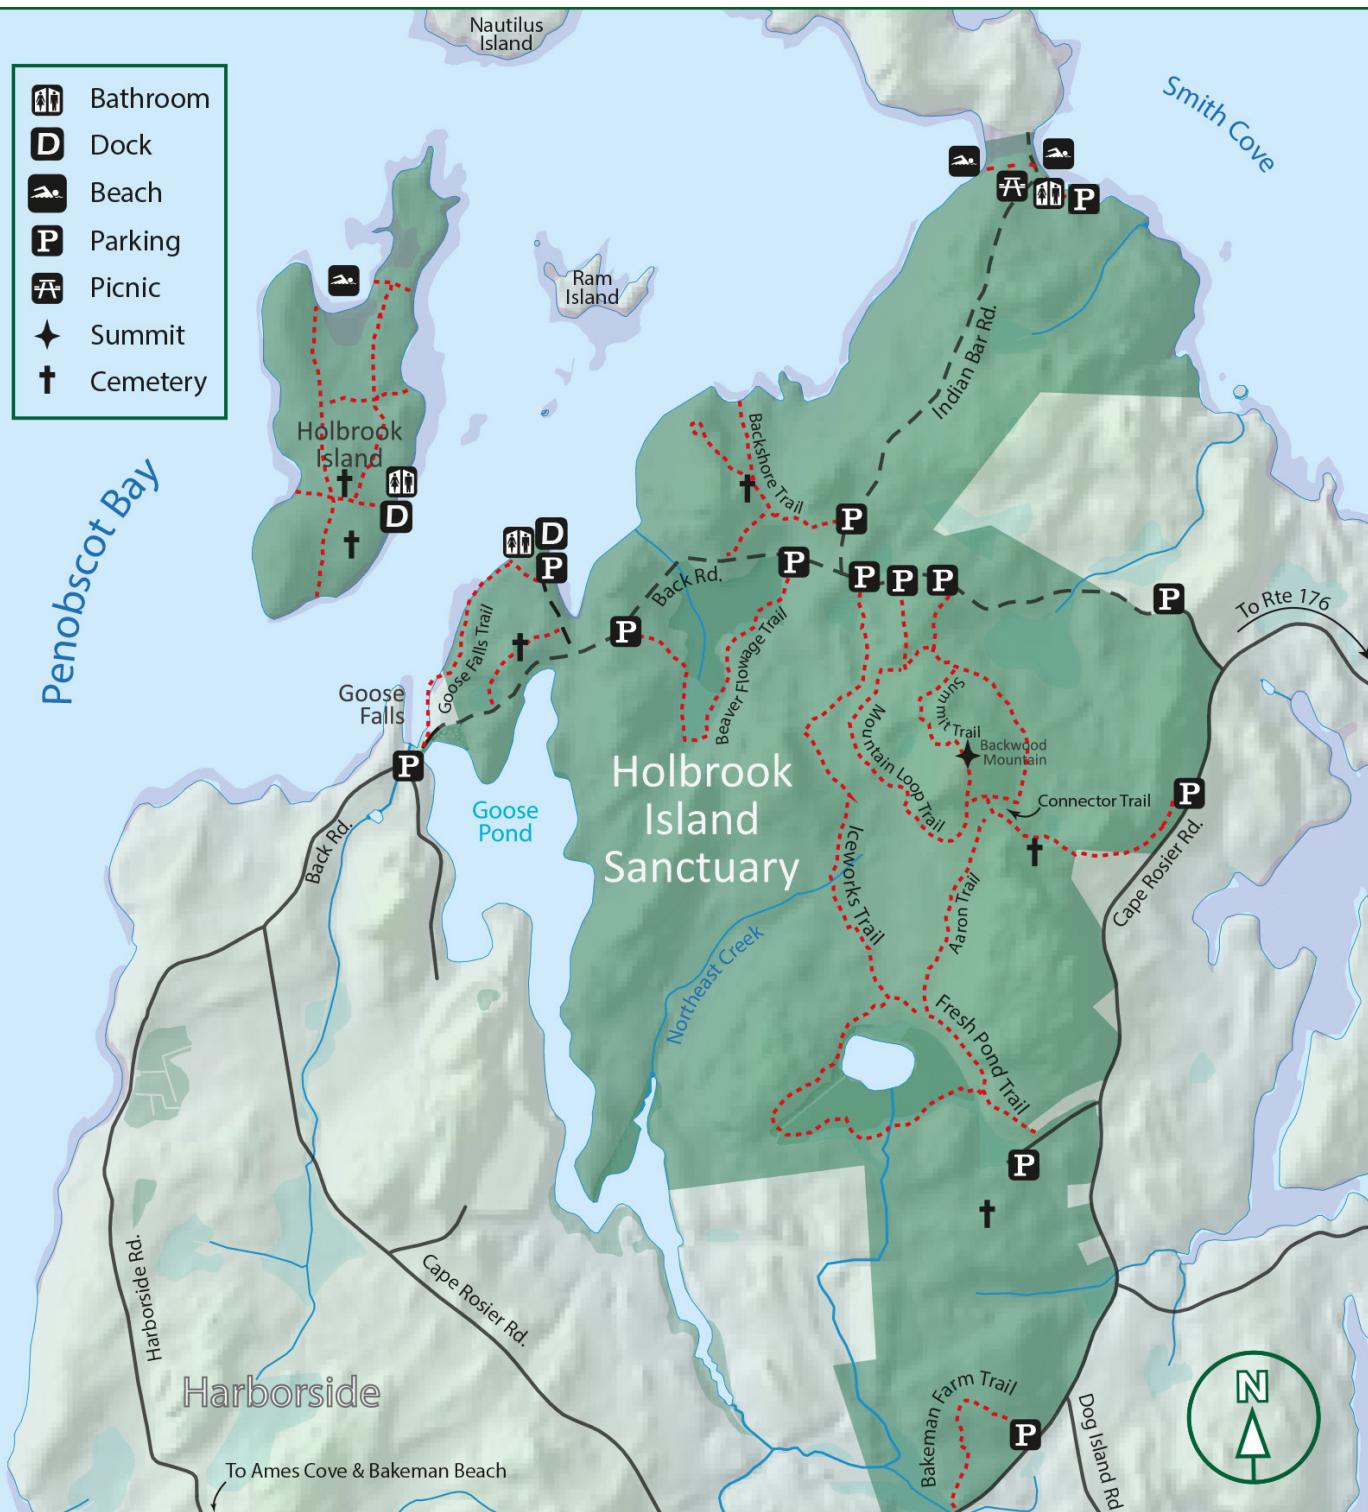 Nautilus
Island
Smith Cove
Bathroom
D Dock
Beach
P Parking
Picnic
Summit
Cemetery
P
Ram
Island
Indian Bar Rd.
Holbrook
Island
D
Backshore Trail
P
Penobscot Bay
D
P
Back Rd.
P
P
P
P
P
P
To Rte 176
Goose Falls Trail
Beaver Flowage Trail
Goose
Falls
Summit Trail
Mountain Loop Trail
Backwood
Mountain
P
Holbrook
Island
Sanctuary
Goose
Pond
Connector Trail
P
Back Rd.
Iceworks Trail
Aaron Trail
Cape Rosier Rd.
Northeast Creek
Fresh Pond Trail
P
Harborside Rd.
Cape Rosier Rd.
Harborside
Bakeman Farm Trail
P
Dog Island Rd
N
To Ames Cove & Bakeman Beach